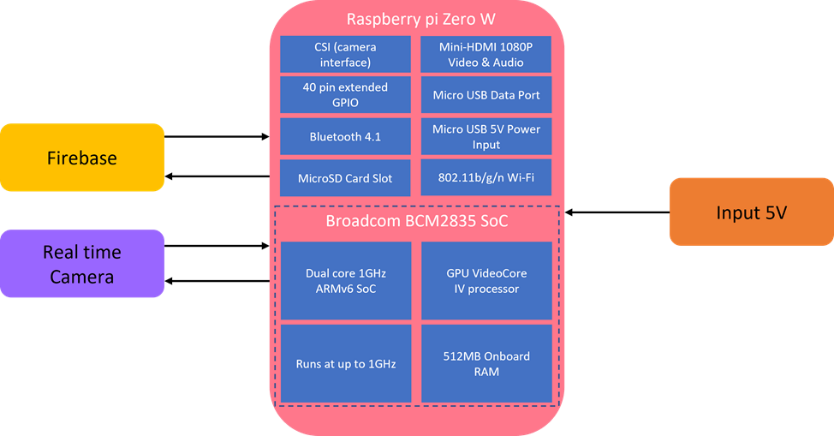 Raspberry pi Zero W
CSI (camera
interface)
Mini-HDMI 1080P
Video & Audio
40 pin extended
GPIO
Micro USB Data Port
Bluetooth 4.1
Micro USB 5V Power
Input
MicroSD Card Slot
802.11b/g/n Wi-Fi
Broadcom BCM2835 SoC
Dual core 1GHz
ARMv6 SoC
GPU VideoCore
IV processor
Runs at up to 1GHz
512MB Onboard
RAM
Firebase
Real time
Camera
Input 5V